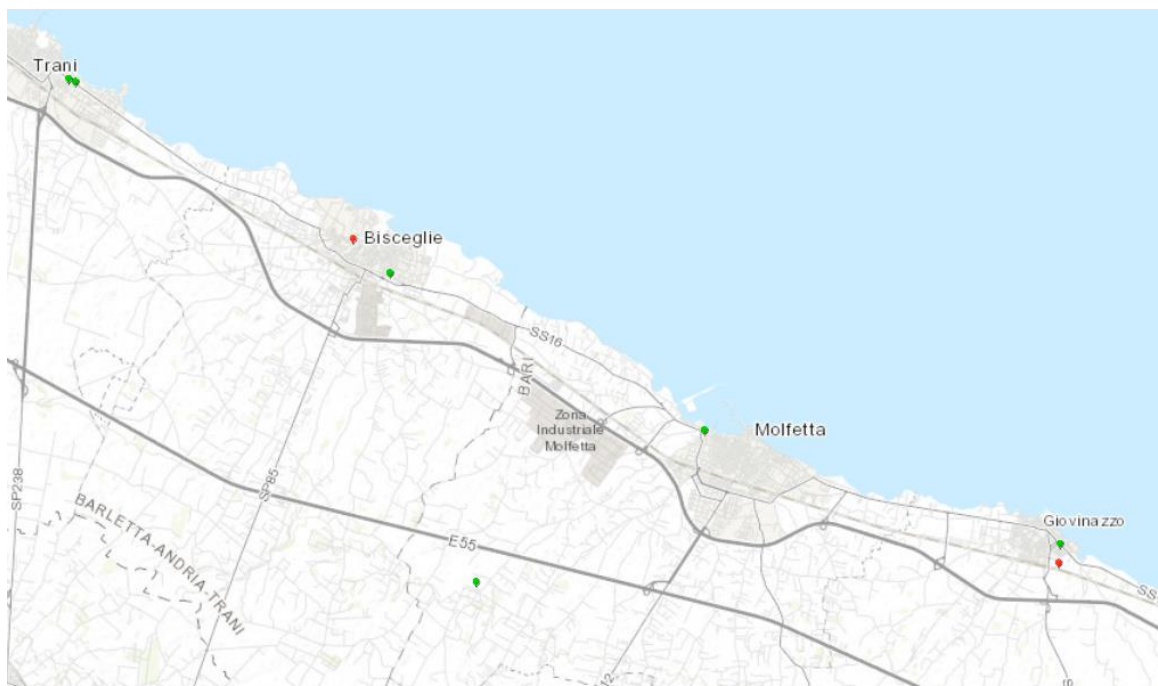 Trani
Bisceglie
SS16
BARI
Zona
Industriale
Molfetta
Molfetta
SP238
SP85
Giovinazzo
BARLETTA-ANDRIA-TRANI
E55